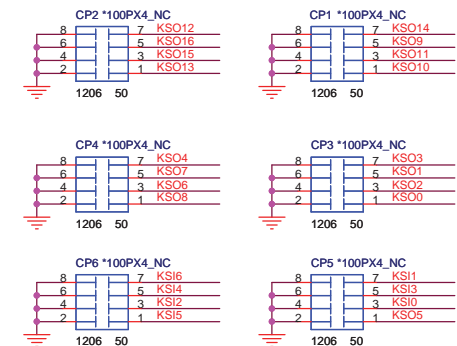 CP2 *100PX4_NC
8 7 KSO12
6 5 KSO16
4 3 KSO15
2 1 KSO13
1206 50
CP1 *100PX4_NC
8 7 KSO14
6 5 KSO9
4 3 KSO11
2 1 KSO10
1206 50
CP4 *100PX4_NC
8 7 KSO4
6 5 KSO7
4 3 KSO6
2 1 KSO8
1206 50
CP3 *100PX4_NC
8 7 KSO3
6 5 KSO1
4 3 KSO2
2 1 KSO0
1206 50
CP6 *100PX4_NC
8 7 KSI6
6 5 KSI4
4 3 KSI2
2 1 KSI5
1206 50
CP5 *100PX4_NC
8 7 KSI1
6 5 KSI3
4 3 KSI0
2 1 KSO5
1206 50